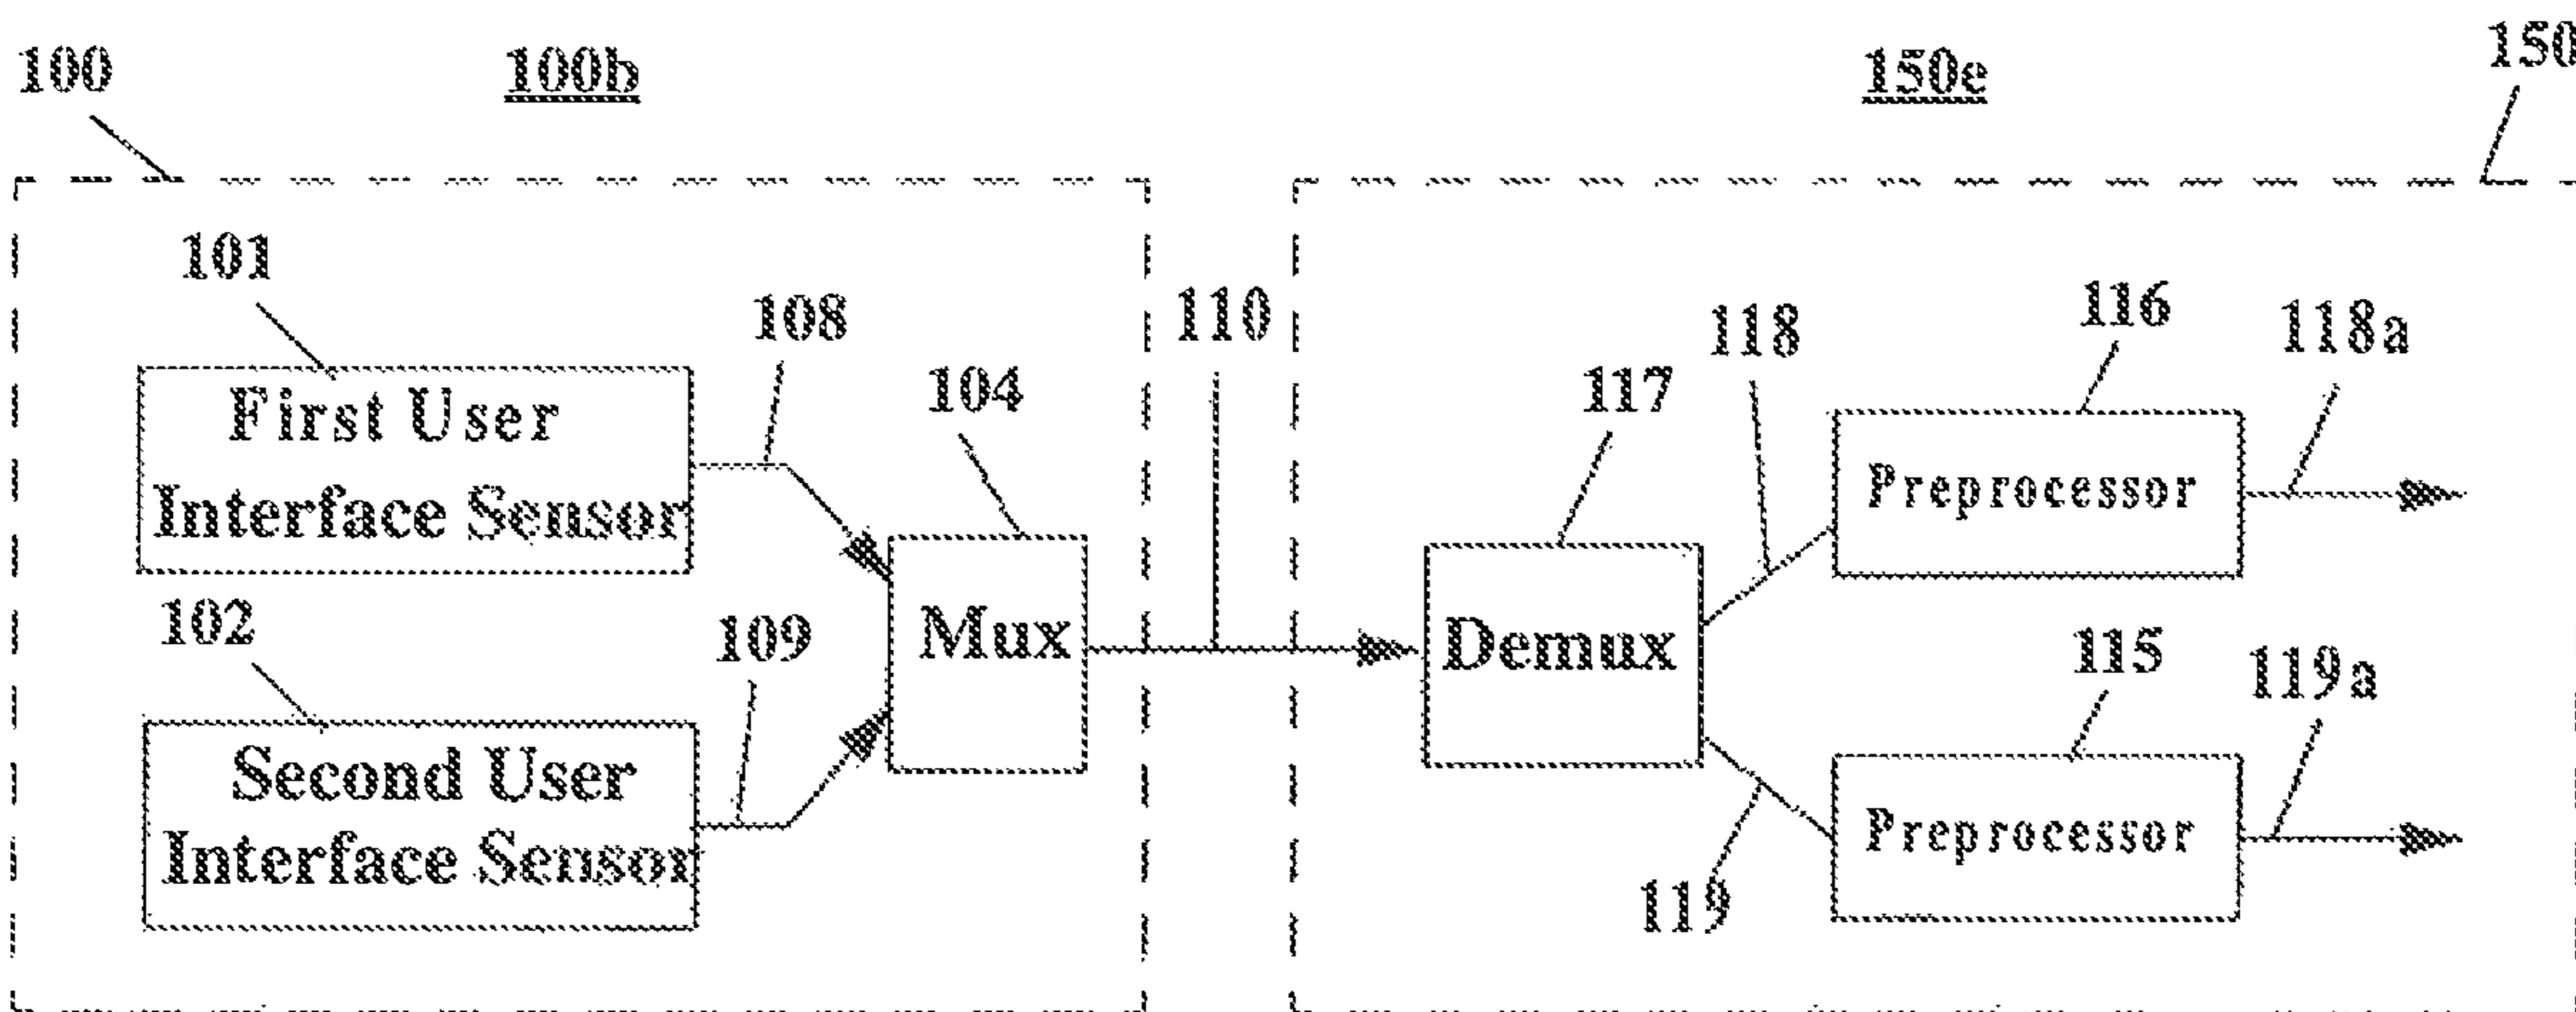 100
100b
150e
150
101
108
110
118
116
118a
104
117
First User
Interface Sensor
Preprocessor
102
109
Mux
Demux
115
119a
Second User
Interface Sensor
Preprocessor
119